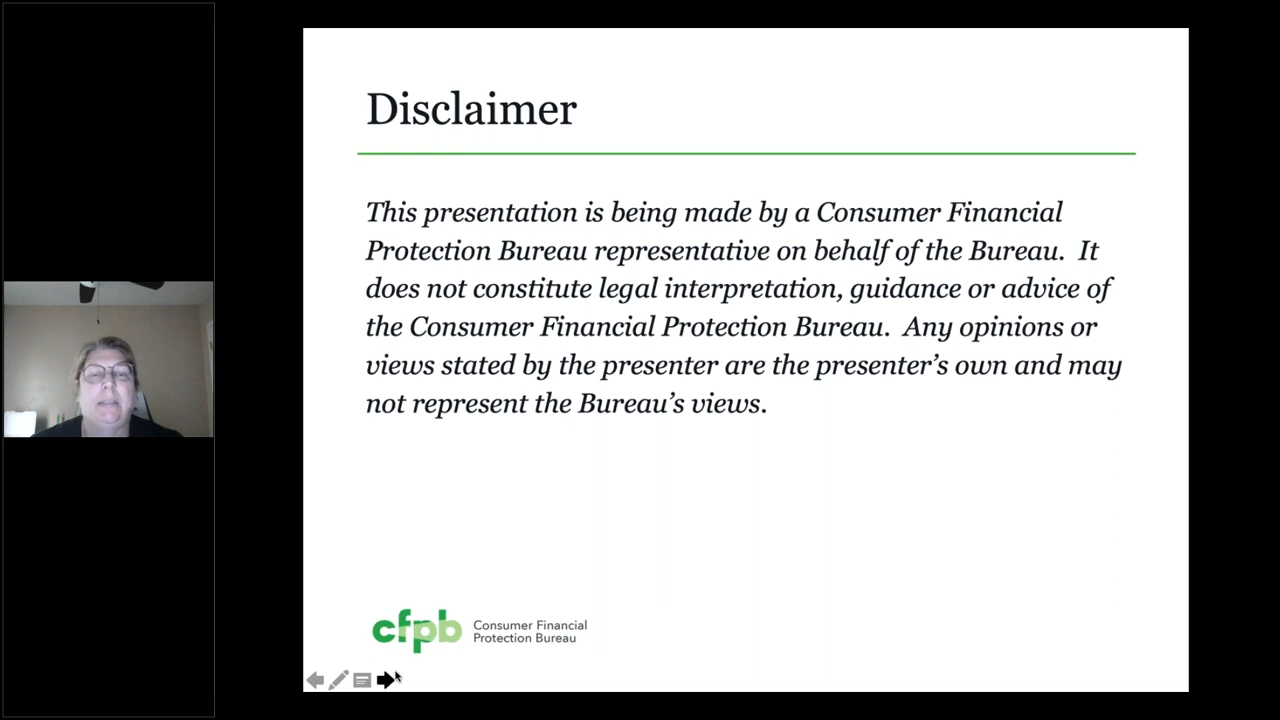 Disclaimer
This presentation is being made by a Consumer Financial
Protection Bureau representative on behalf of the Bureau.  It
does not constitute legal interpretation, guidance or advice of
the Consumer Financial Protection Bureau.  Any opinions or
views stated by the presenter are the presenter’s own and may
not represent the Bureau’s views.
cfpb
Consumer Financial
Protection Bureau